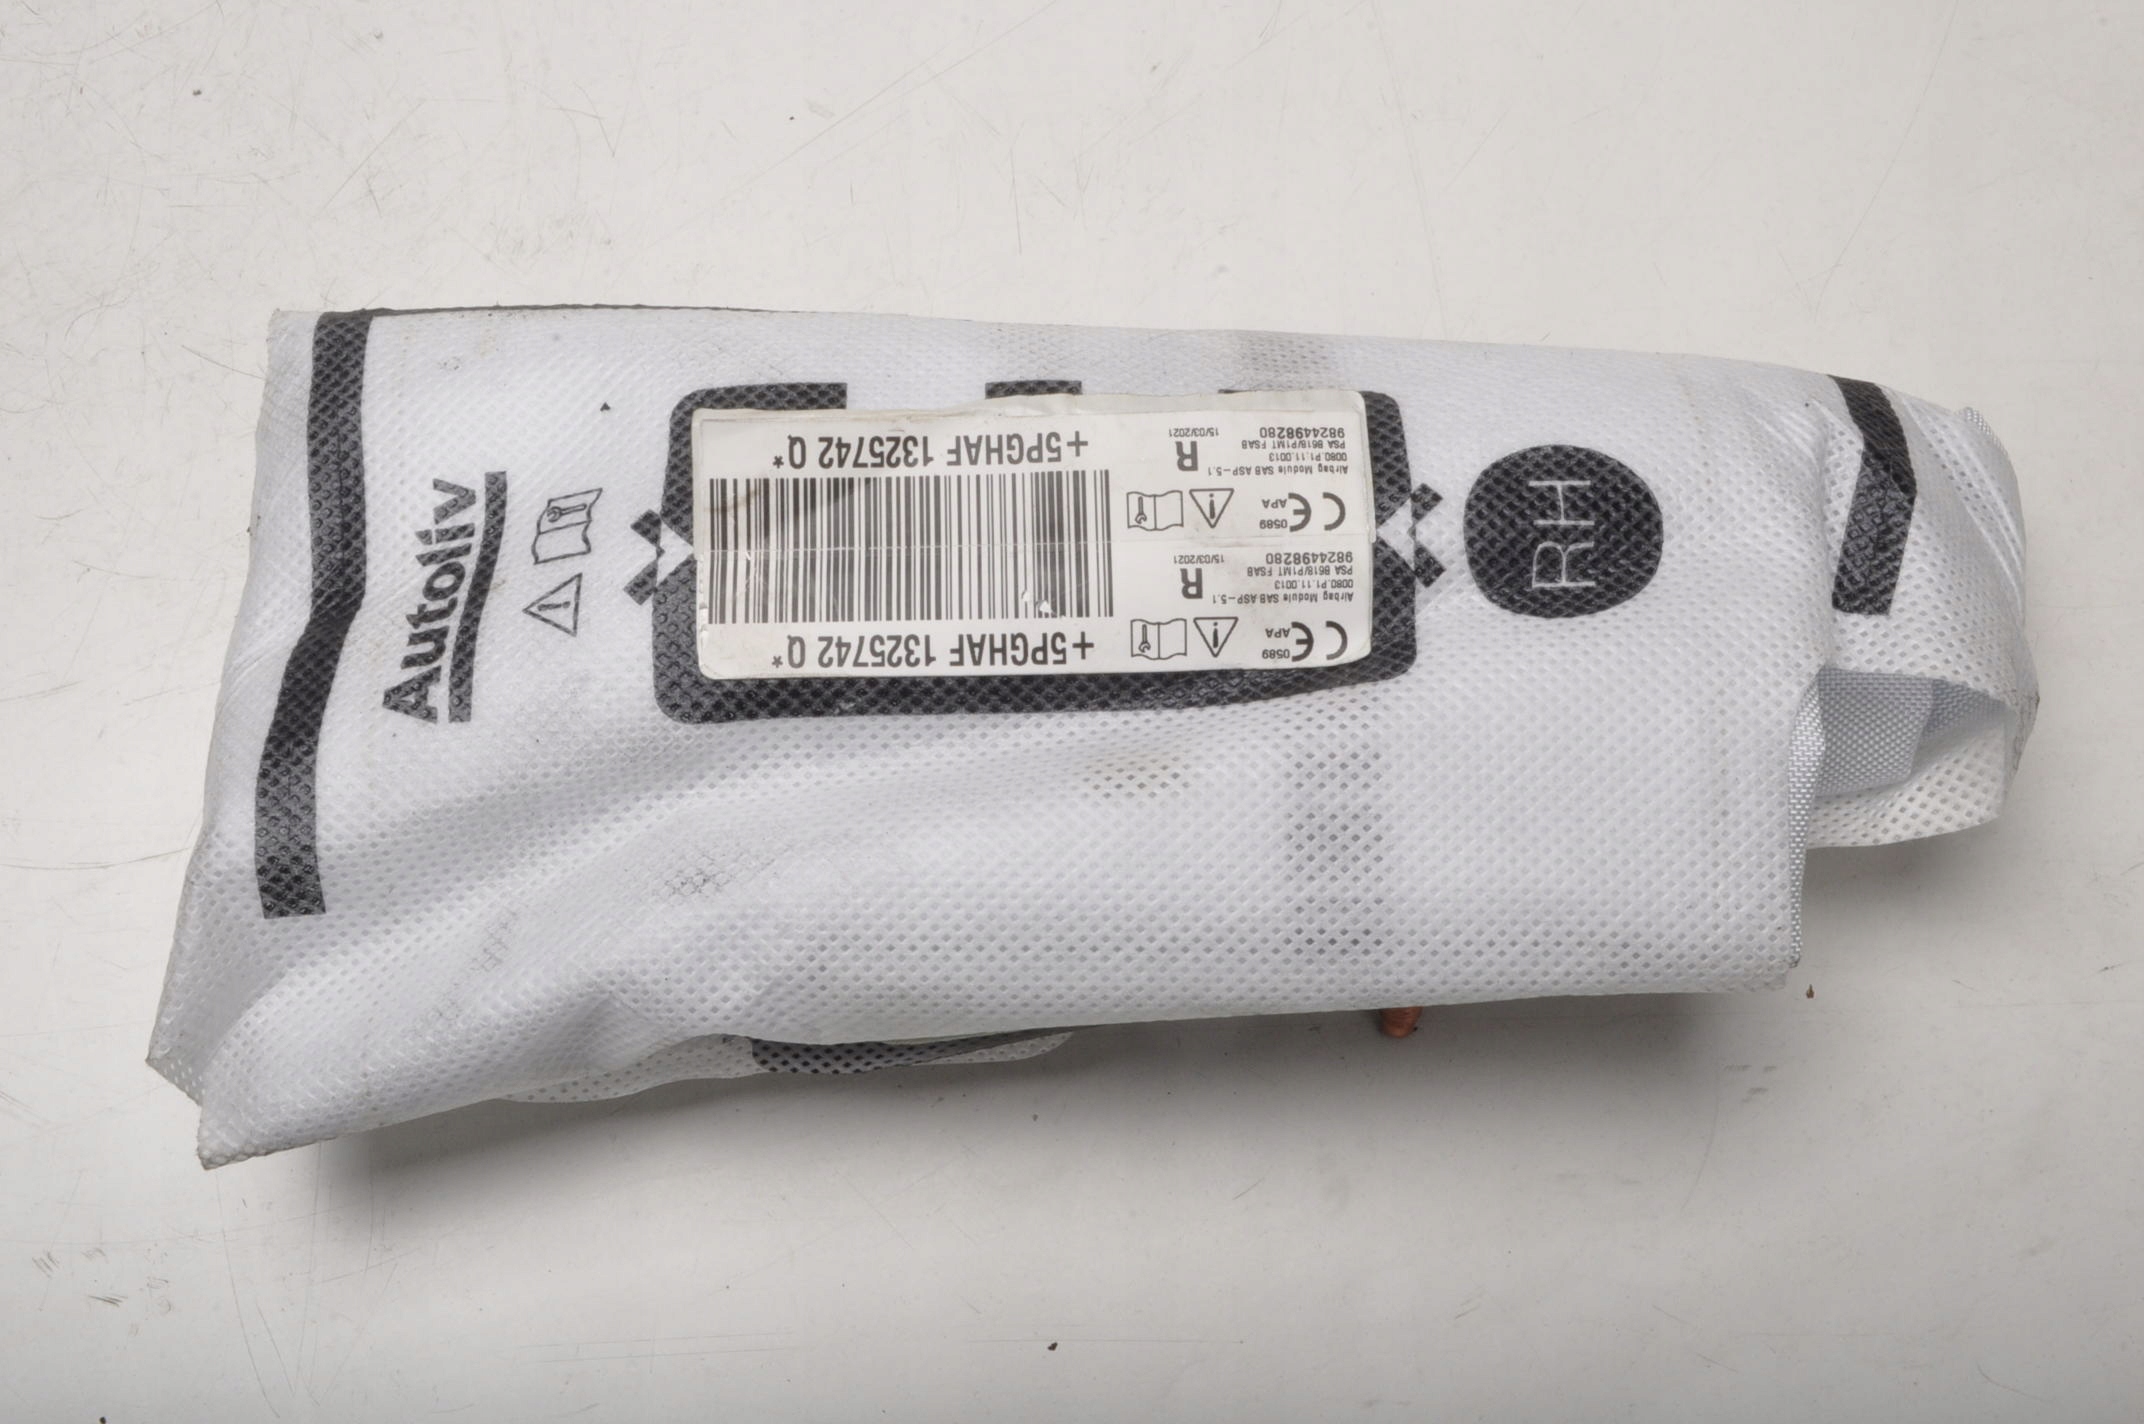 Autoliv
+5PGHAF 1325742 Q*
0589
CE
APA
Airbag Module SAB ASP-5.1
0080.P1.11.0013
PSA B618/P1MT FSAB
9824498280
R
15/03/2021
0589
CE
APA
Airbag Module SAB ASP-5.1
0080.P1.11.0013
PSA B618/P1MT FSAB
9824498280
R
15/03/2021
+5PGHAF 1325742 Q*
RH